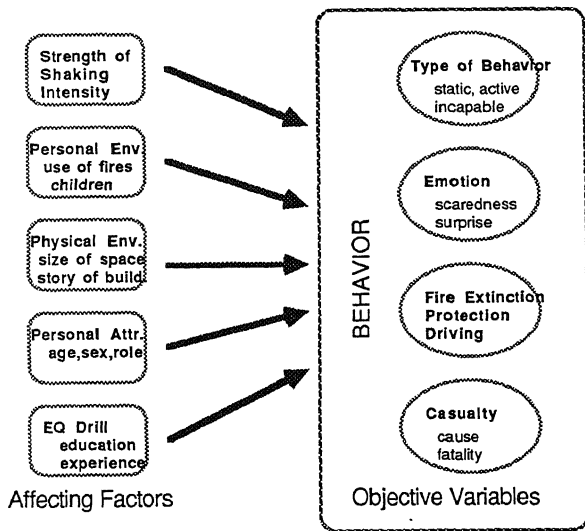 Strength of
Shaking
Intensity
Personal Env
use of fires
children
Physical Env.
size of space
story of build.
Personal Attr.
age,sex,role
EQ Drill
education
experience
Affecting Factors
BEHAVIOR
Type of Behavior
static, active
incapable
Emotion
scaredness
surprise
Fire Extinction
Protection
Driving
Casualty
cause
fatality
Objective Variables